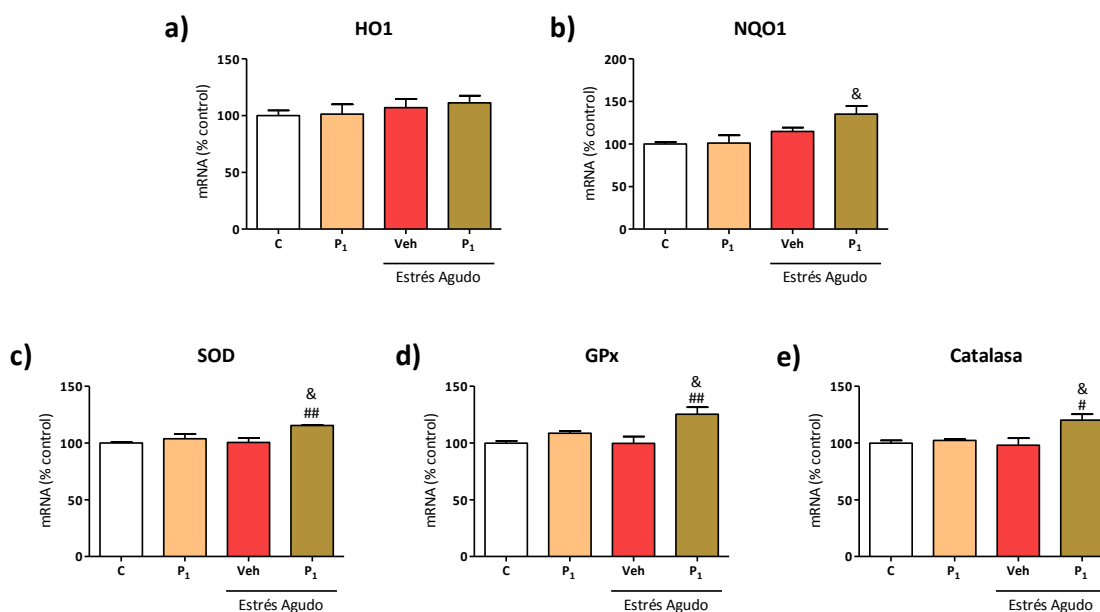 a)
HO1
mRNA (% control)
150
100
50
0
C
P₁
Veh
P₁
Estrés Agudo
b)
NQO1
mRNA (% control)
200
150
100
50
0
&
C
P₁
Veh
P₁
Estrés Agudo
c)
SOD
mRNA (% control)
150
100
50
0
&
##
C
P₁
Veh
P₁
Estrés Agudo
d)
GPx
mRNA (% control)
150
100
50
0
&
##
C
P₁
Veh
P₁
Estrés Agudo
e)
Catalasa
mRNA (% control)
150
100
50
0
&
#
C
P₁
Veh
P₁
Estrés Agudo